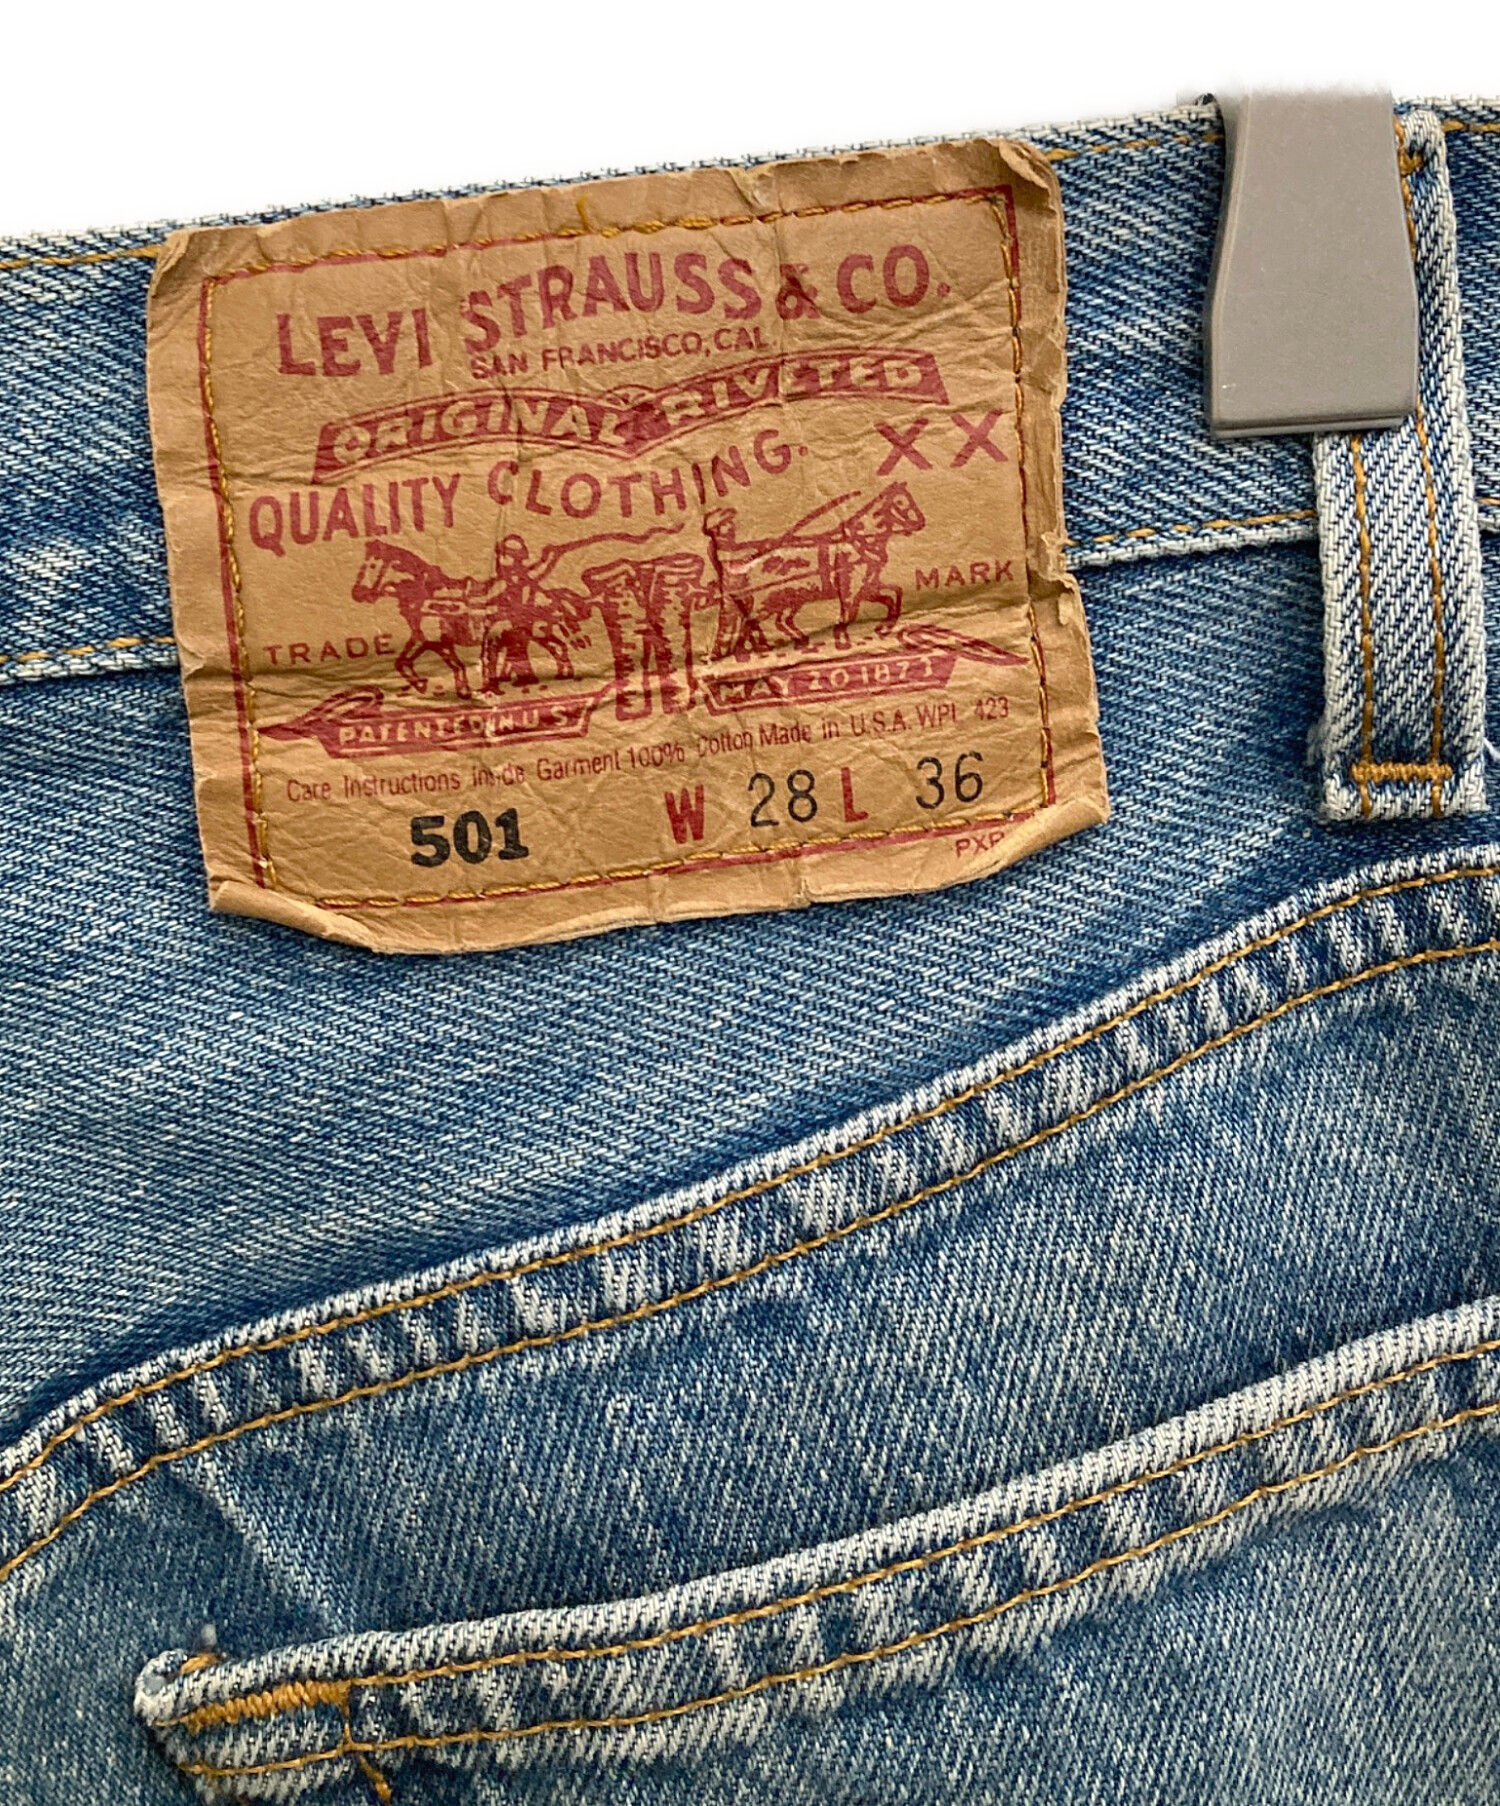 LEVI STRAUSS & CO.
SAN FRANCISCO, CAL
ORIGINAL RIVETED
QUALITY CLOTHING. XX
TRADE MARK
PATENTED IN U.S. MAY 20 1873
Care Instructions Inside Garment 100% Cotton Made in U.S.A. WPL 423
501 W 28 L 36